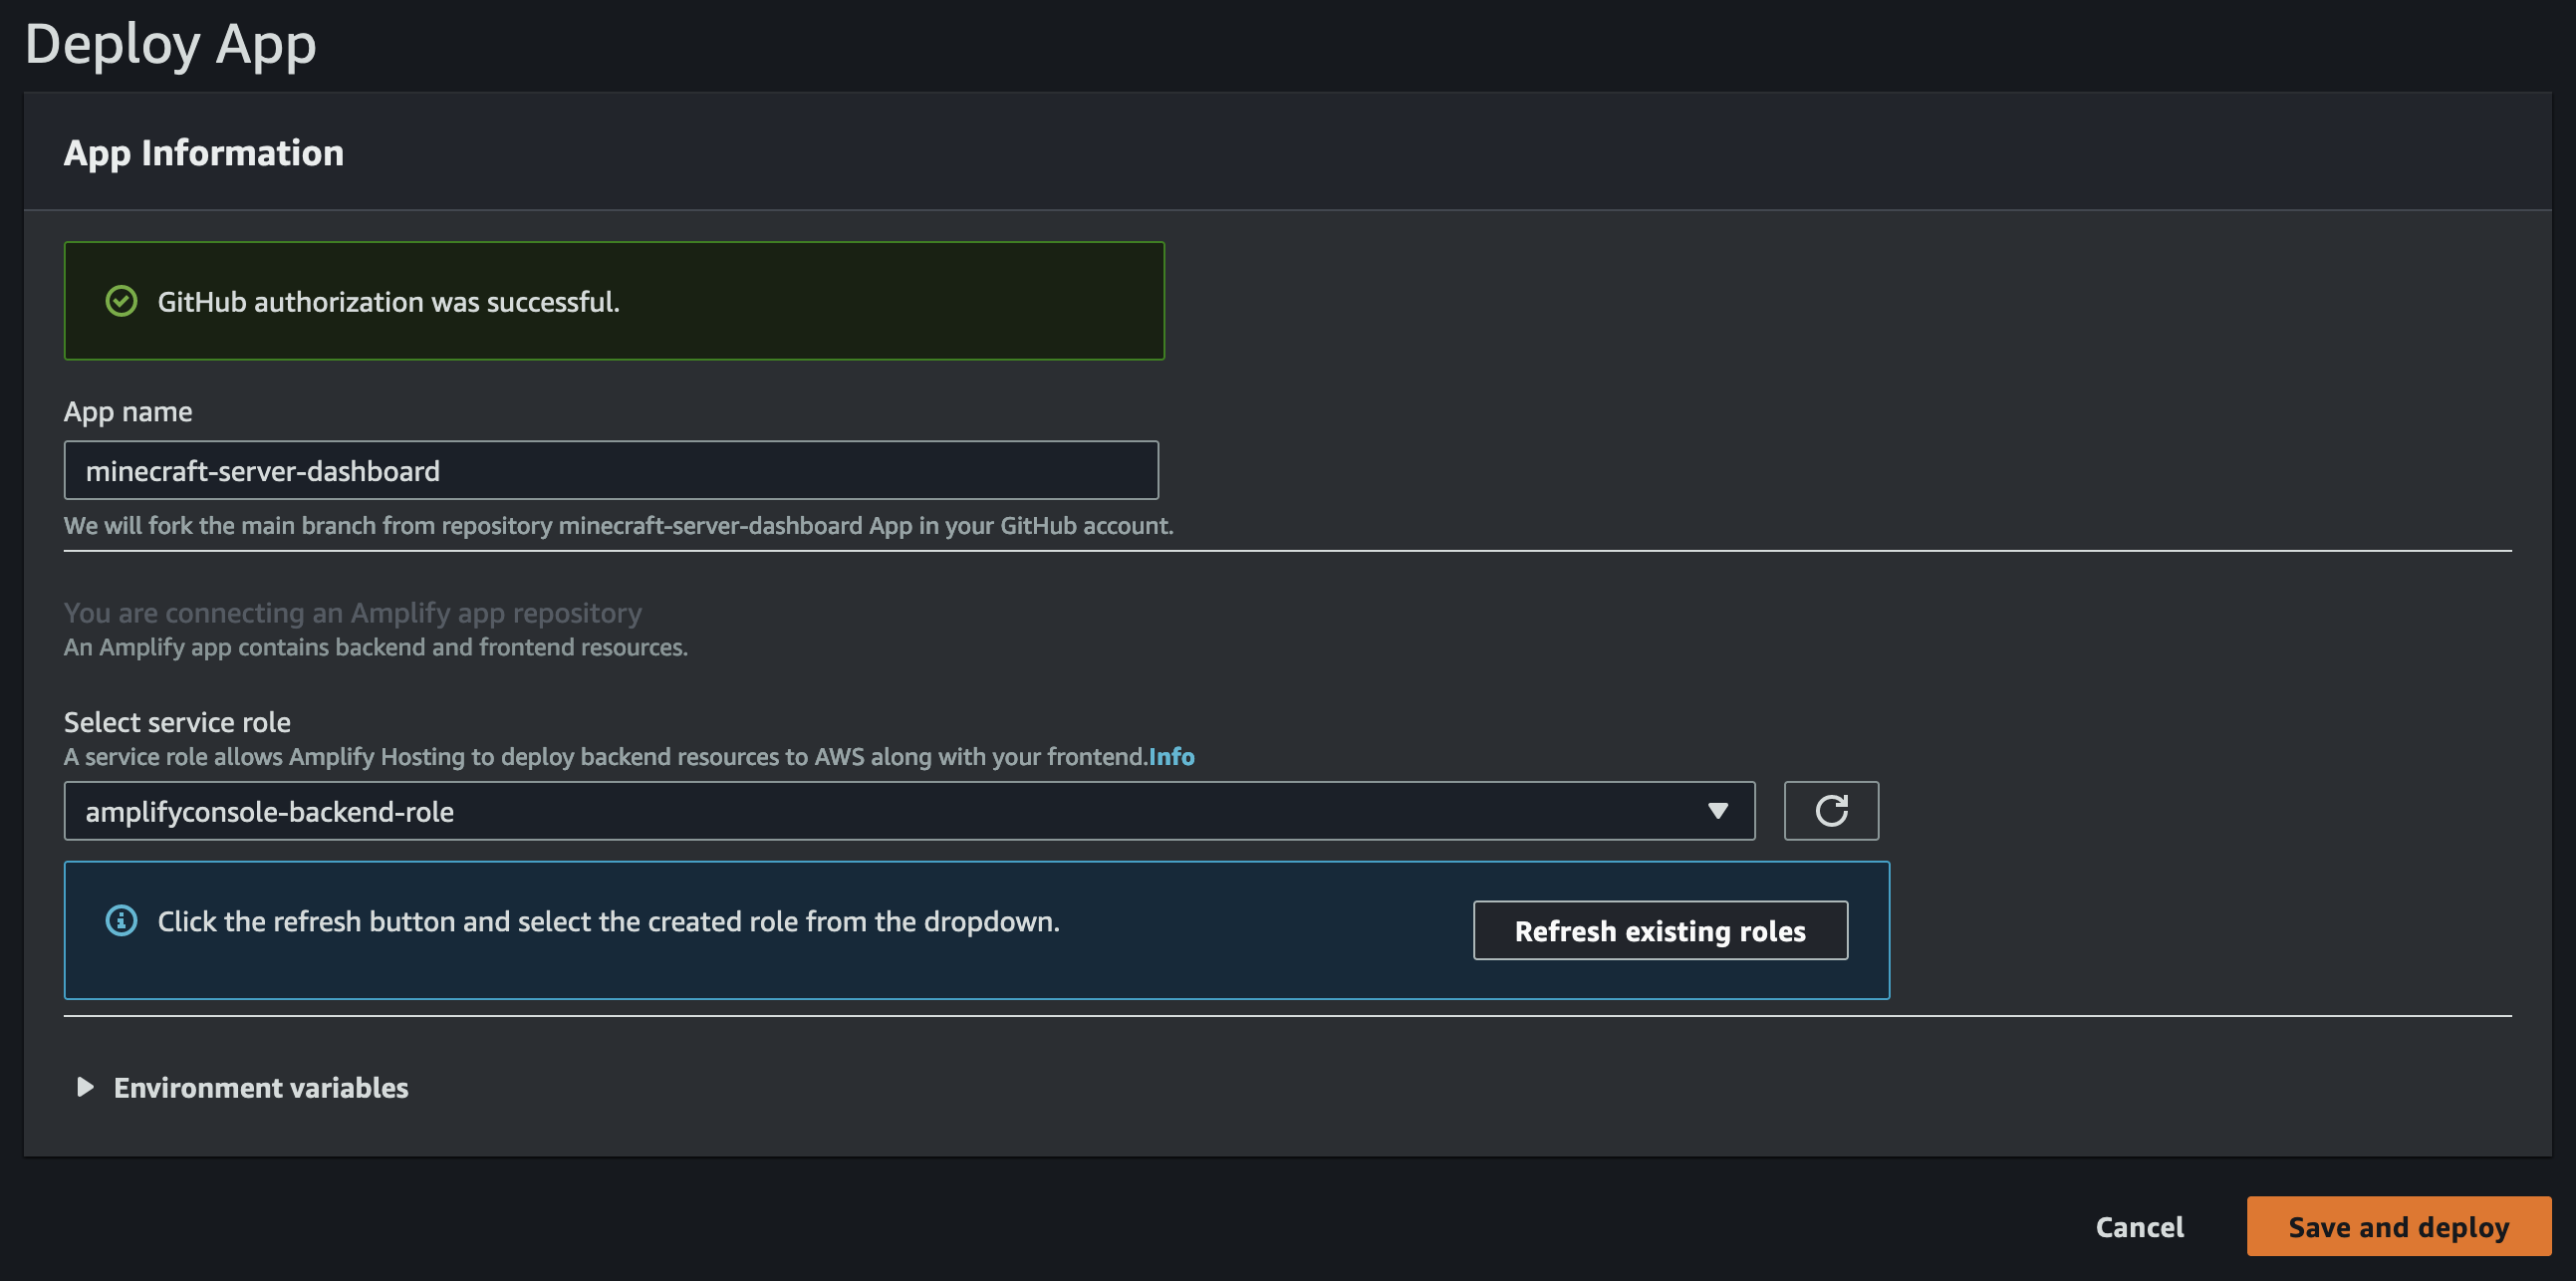 Deploy App
App Information
GitHub authorization was successful.
App name
minecraft-server-dashboard
We will fork the main branch from repository minecraft-server-dashboard App in your GitHub account.
You are connecting an Amplify app repository
An Amplify app contains backend and frontend resources.
Select service role
A service role allows Amplify Hosting to deploy backend resources to AWS along with your frontend.Info
amplifyconsole-backend-role
Click the refresh button and select the created role from the dropdown.
Refresh existing roles
Environment variables
Cancel
Save and deploy